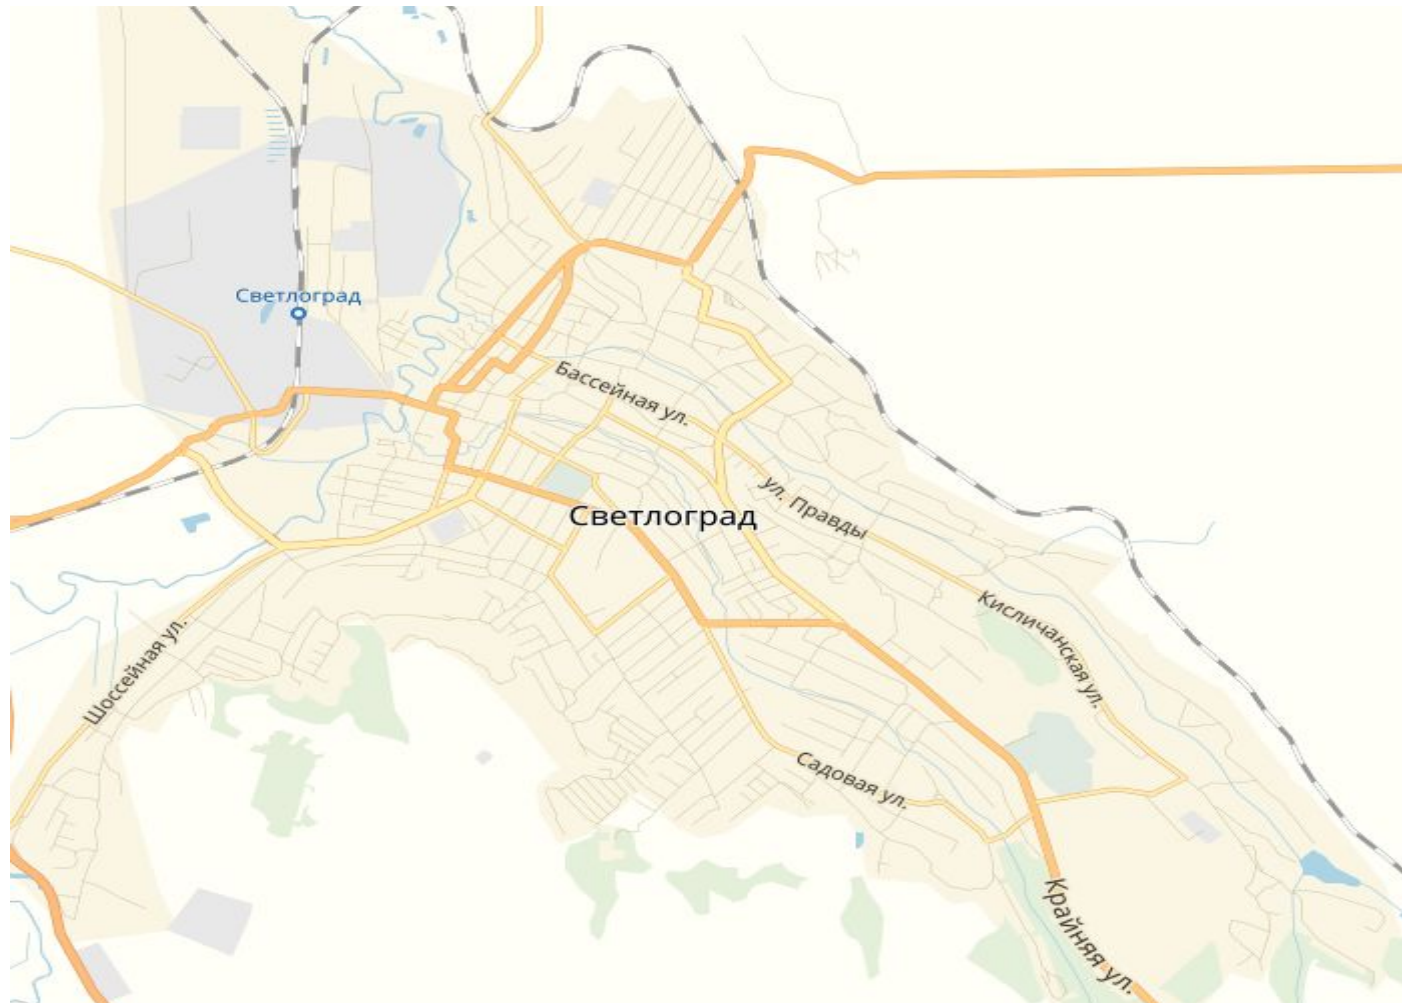 Светлоград
Бассейная ул.
ул. Правды
Светлоград
Кисличанская ул.
Шоссейная ул.
Садовая ул.
Крайняя ул.